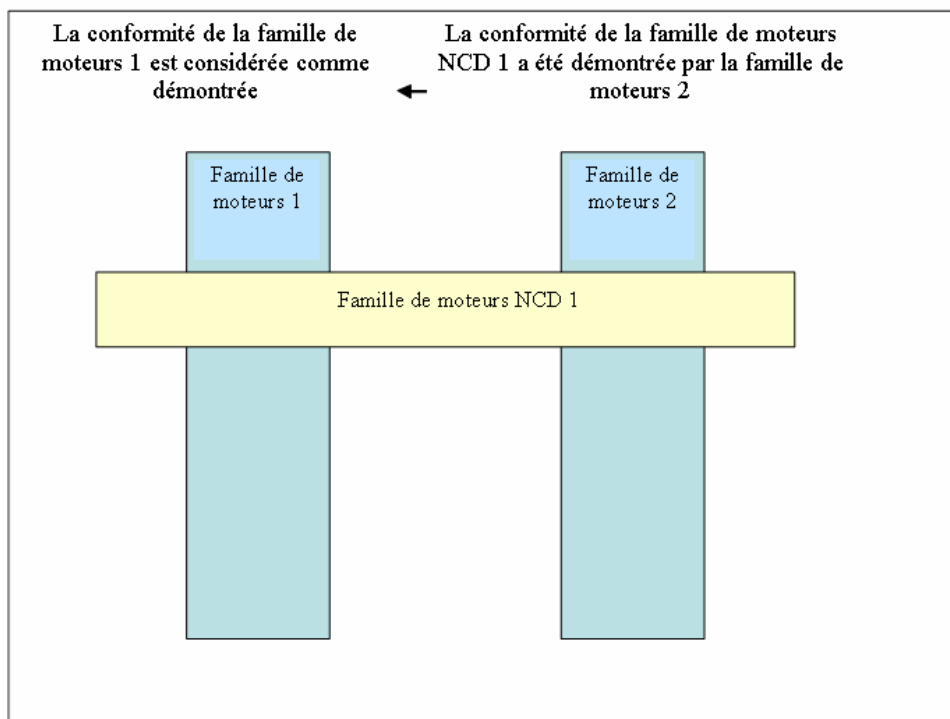 La conformité de la famille de
moteurs 1 est considérée comme
démontrée
La conformité de la famille de moteurs
NCD 1 a été démontrée par la famille de
moteurs 2
Famille de
moteurs 1
Famille de
moteurs 2
Famille de moteurs NCD 1